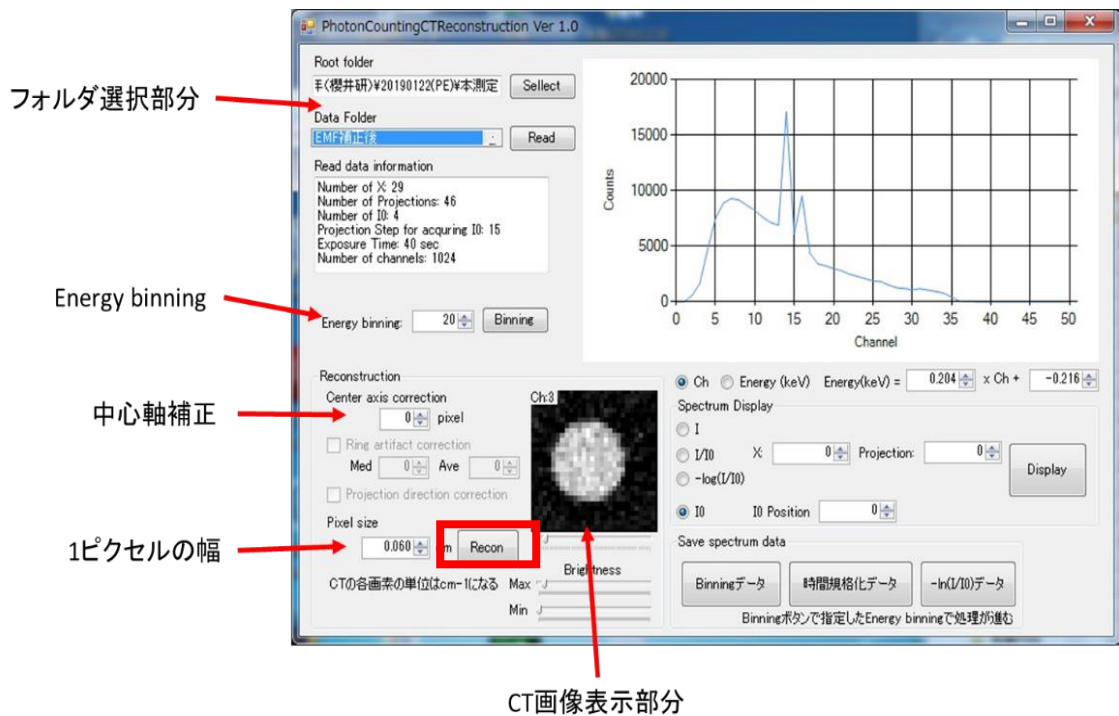 PhotonCountingCTReconstruction Ver 1.0
Root folder
(櫻井研)¥20190122(PE)¥本測定
Sellect
フォルダ選択部分
Data Folder
EMF補正後
Read
Read data information
Number of X: 29
Number of Projections: 46
Number of I0: 4
Projection Step for acquring I0: 15
Exposure Time: 40 sec
Number of channels: 1024
Energy binning
Energy binning:
20
Binning
20000
15000
10000
5000
0
Counts
0 5 10 15 20 25 30 35 40 45 50
Channel
Reconstruction
Center axis correction
0 pixel
中心軸補正
Ring artifact correction
Med 0 Ave 0
Projection direction correction
Pixel size
0.060 m
Recon
1ピクセルの幅
CTの各画素の単位はcm-1になる
Ch:3
Brightness
Max
Min
CT画像表示部分
Ch Energy (keV) Energy(keV) = 0.204 x Ch + -0.216
Spectrum Display
I
I/I0 X: 0 Projection: 0
-log(I/I0)
I0 I0 Position 0
Display
Save spectrum data
Binningデータ 時間規格化データ -ln(I/I0)データ
Binningボタンで指定したEnergy binningで処理が進む